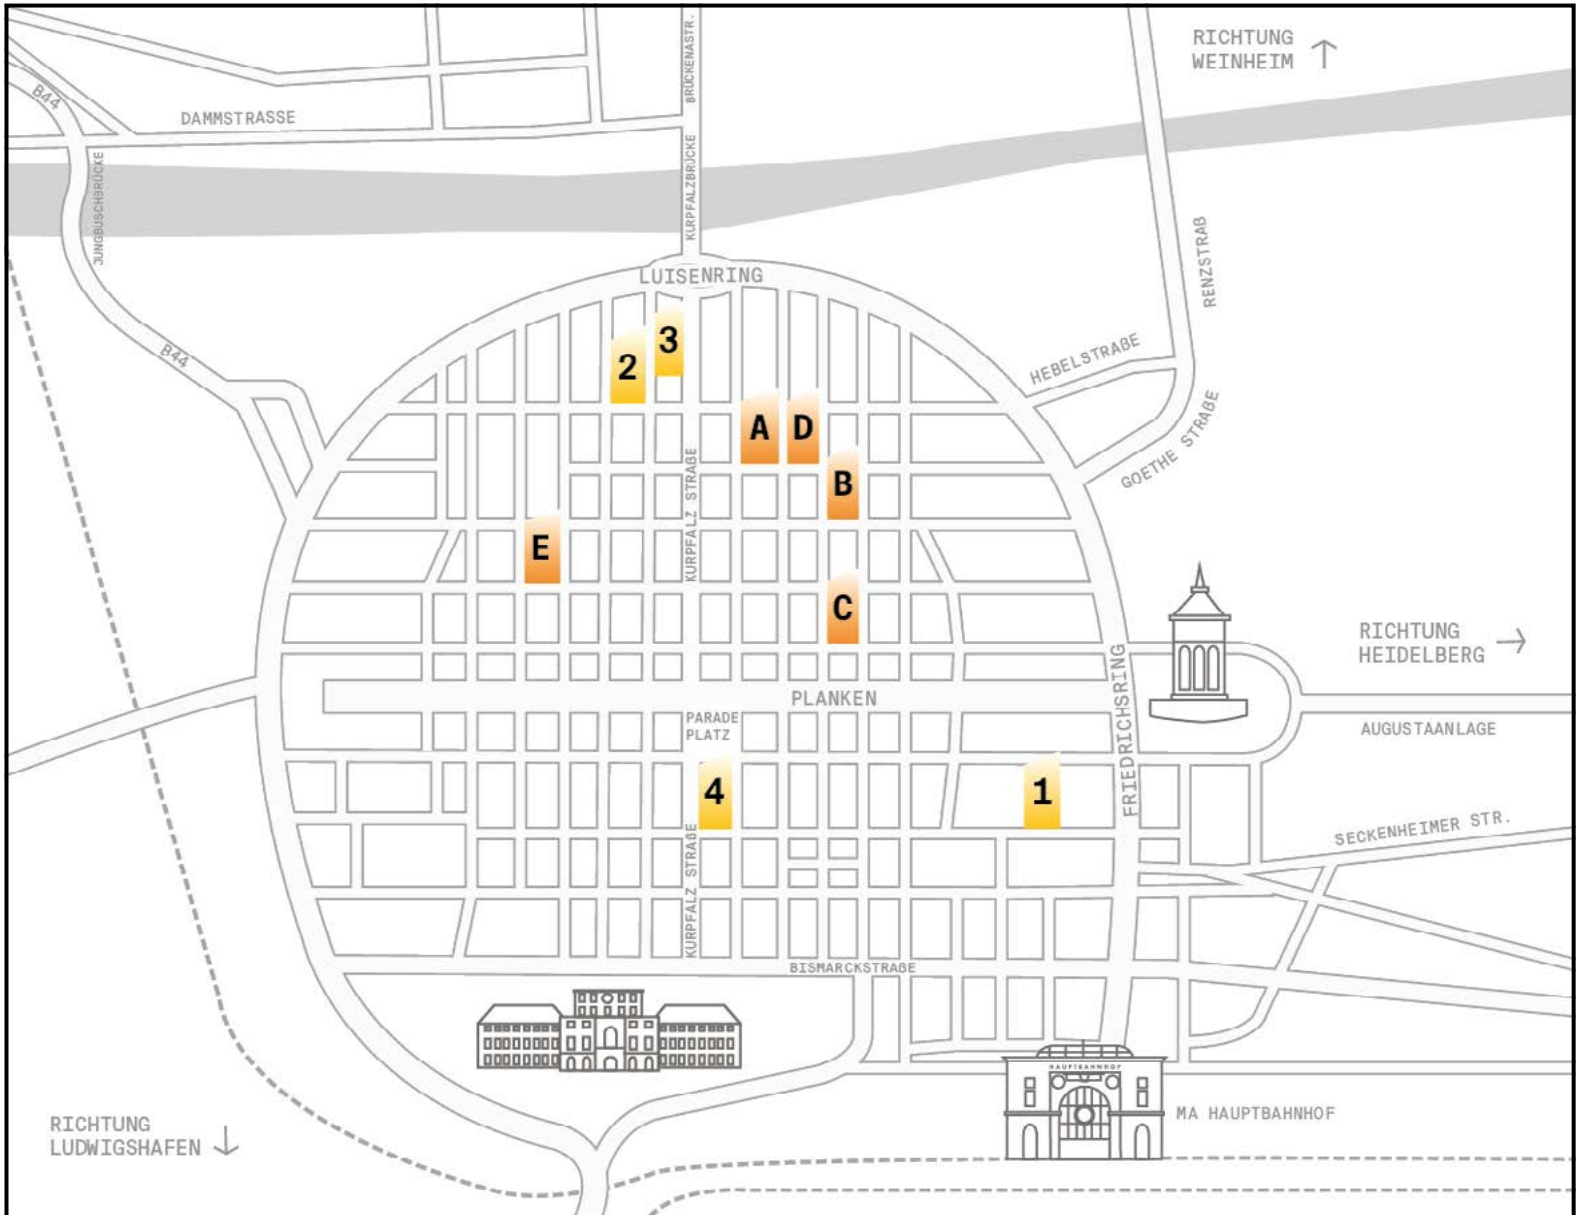 RICHTUNG
WEINHEIM
BRÜCKENASTR.
B44
DAMMSTRASSE
JUNGBUSCHBRÜCKE
KURPFALZBRÜCKE
RENZSTRAß
LUISENRING
B44
3
2
HEBELSTRAßE
GOETHE STRAßE
A
D
B
KURPFALZ STRAßE
E
C
RICHTUNG
HEIDELBERG
FRIEDRICHSRING
PLANKEN
PARADE
PLATZ
AUGUSTAANLAGE
4
1
SECKENHEIMER STR.
KURPFALZ STRAßE
BISMARCKSTRAßE
HAUPTBAHNHOF
MA HAUPTBAHNHOF
RICHTUNG
LUDWIGSHAFEN